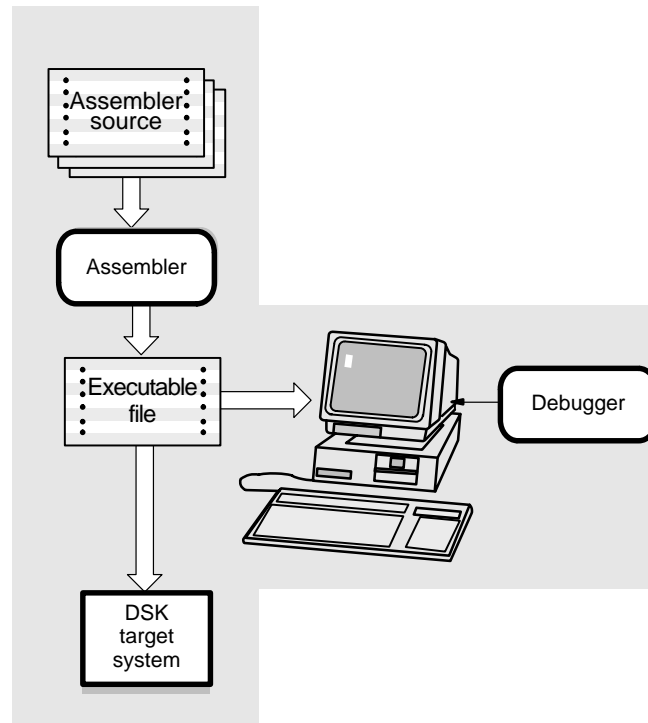 Assembler
source
Assembler
Executable
file
Debugger
DSK
target
system